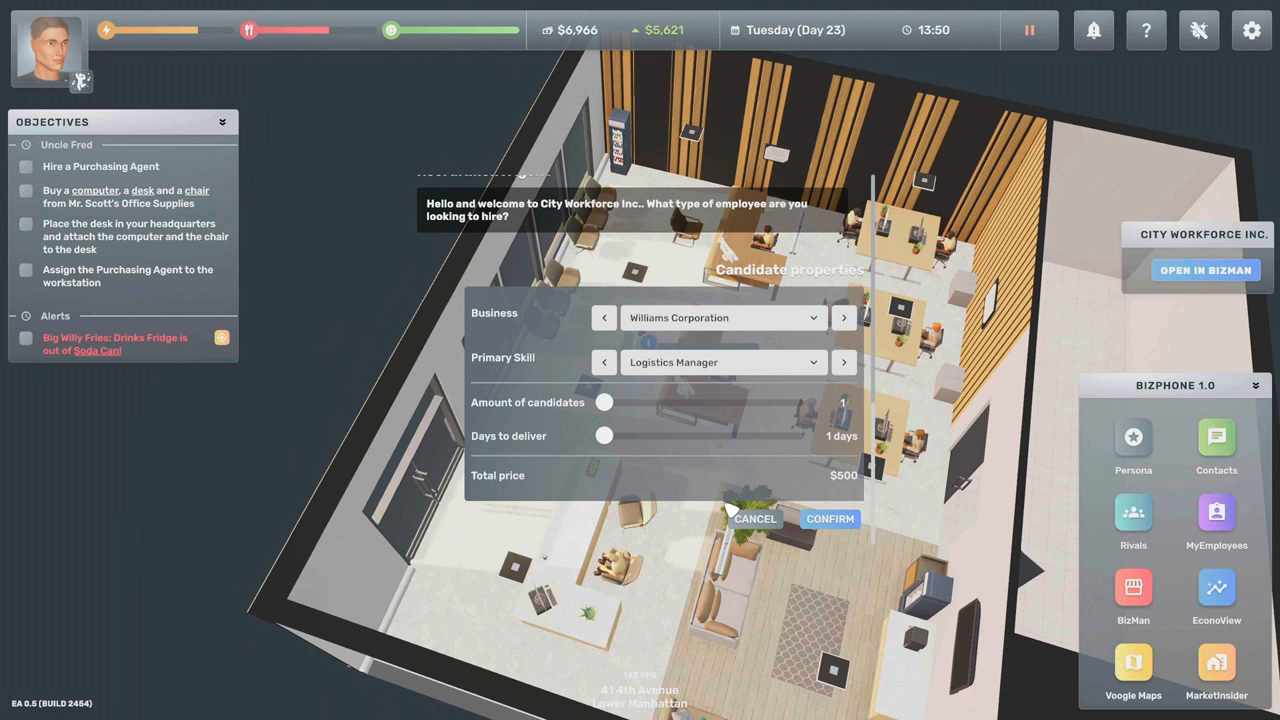 $6,966
$5,621
Tuesday (Day 23)
13:50
?
OBJECTIVES
Uncle Fred
Hire a Purchasing Agent
Buy a computer, a desk and a chair
from Mr. Scott's Office Supplies
Place the desk in your headquarters
and attach the computer and the chair
to the desk
Assign the Purchasing Agent to the
workstation
Alerts
Big Willy Fries: Drinks Fridge is
out of Soda Can!
Hello and welcome to City Workforce Inc.. What type of employee are you
looking to hire?
Candidate properties
Business
Williams Corporation
Primary Skill
Logistics Manager
Amount of candidates
1
Days to deliver
1 days
Total price
$500
CANCEL
CONFIRM
CITY WORKFORCE INC.
OPEN IN BIZMAN
BIZPHONE 1.0
Persona
Contacts
Rivals
MyEmployees
BizMan
EconoView
Voogle Maps
MarketInsider
143 FPS
41 4th Avenue
Lower Manhattan
EA 0.5 (BUILD 2454)